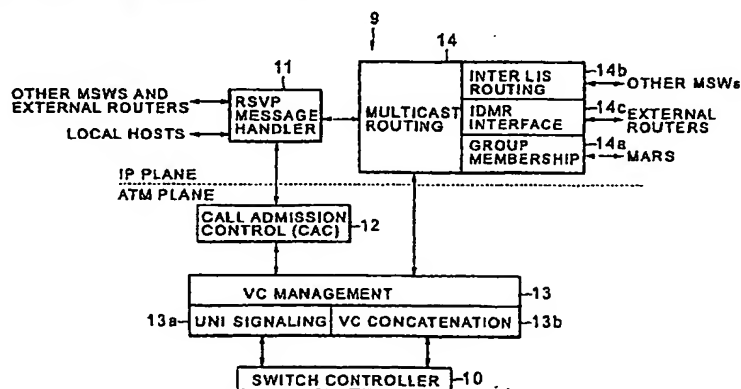 9
14
11
OTHER MSWS AND
EXTERNAL ROUTERS
LOCAL HOSTS
RSVP
MESSAGE
HANDLER
MULTICAST
ROUTING
INTER LIS
ROUTING
14b
OTHER MSWs
IDMR
INTERFACE
14c
EXTERNAL
ROUTERS
GROUP
MEMBERSHIP
14a
MARS
IP PLANE
ATM PLANE
CALL ADMISSION
CONTROL (CAC)
12
VC MANAGEMENT
13
13a
UNI SIGNALING
VC CONCATENATION
13b
SWITCH CONTROLLER
10